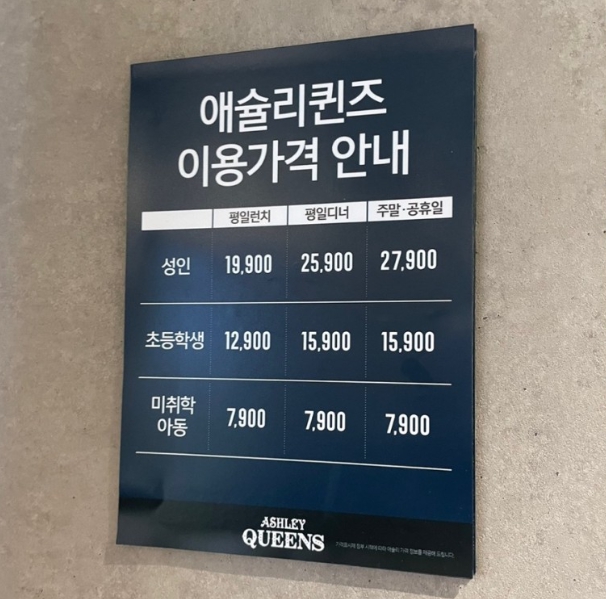 애슐리퀸즈
이용가격 안내
평일런치 평일디너 주말·공휴일
성인 19,900 25,900 27,900
초등학생 12,900 15,900 15,900
미취학
아동 7,900 7,900 7,900
ASHLEY
QUEENS